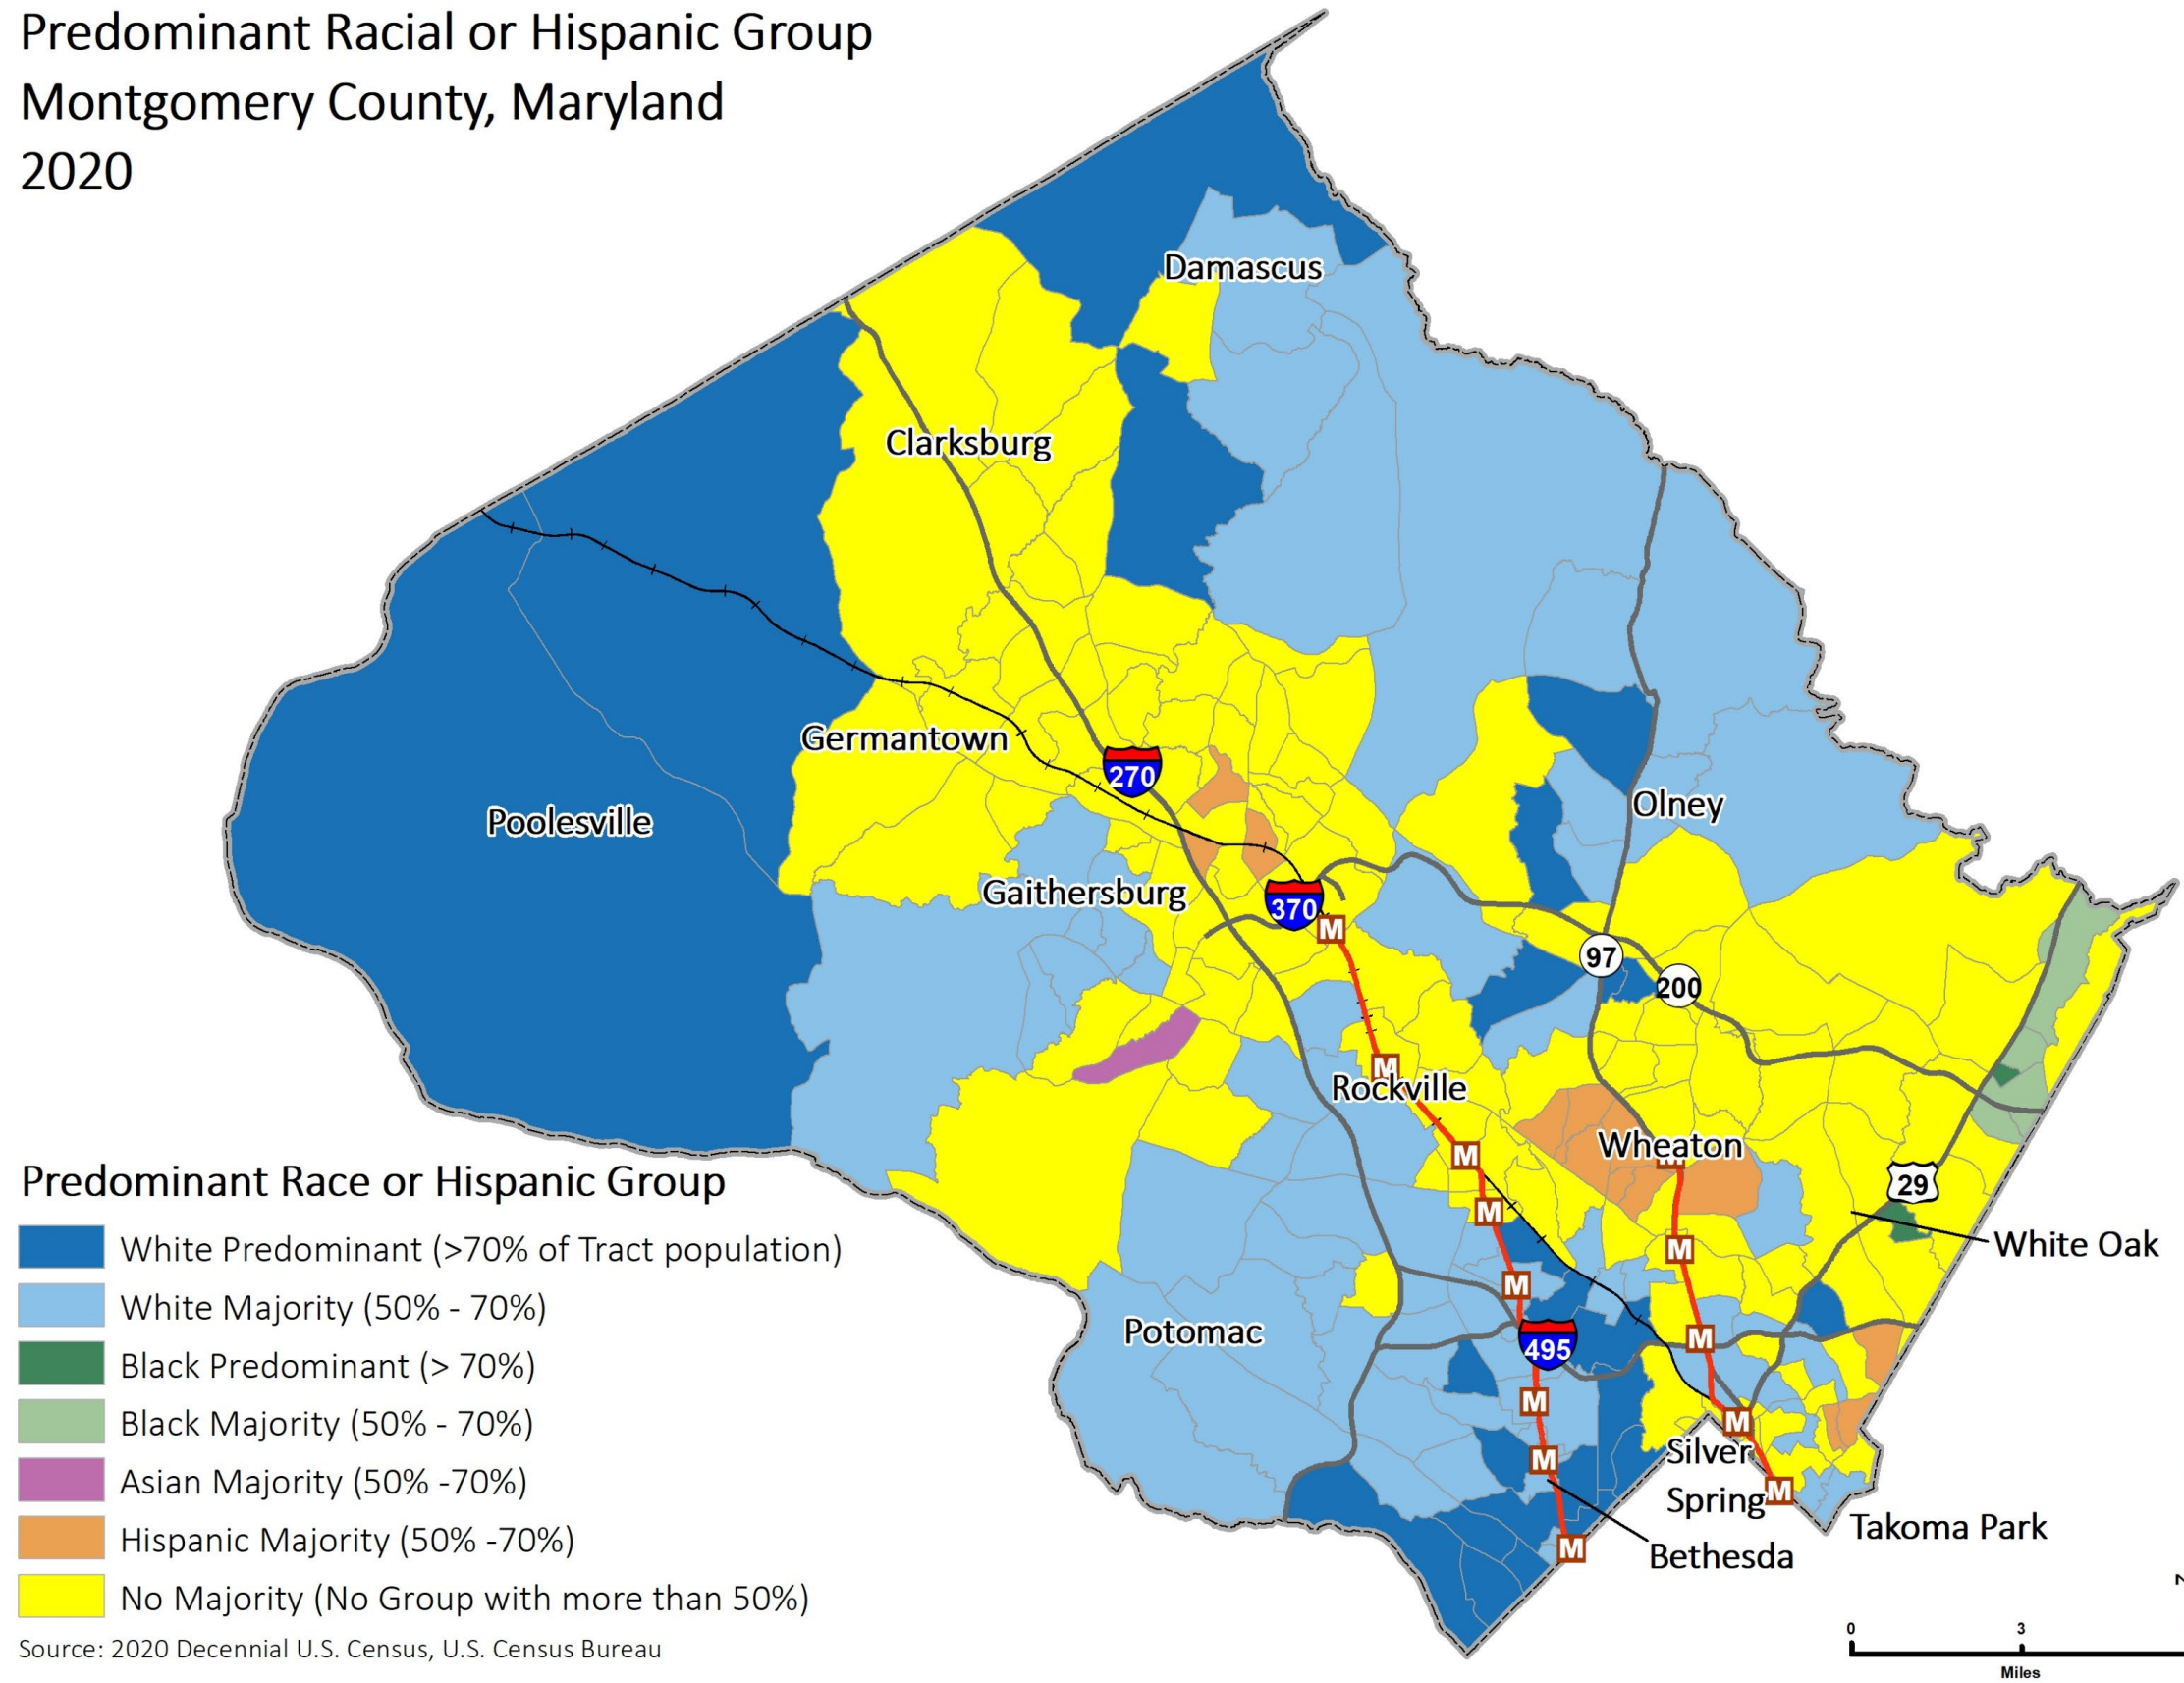 Predominant Racial or Hispanic Group
Montgomery County, Maryland
2020
Damascus
Clarksburg
Germantown
270
Poolesville
Olney
Gaithersburg
370
M
97
200
M
Rockville
Wheaton
M
M
29
M
White Oak
M
M
Potomac
495
M
M
M
Silver
Spring
M
M
Takoma Park
M
Bethesda
Predominant Race or Hispanic Group
White Predominant (>70% of Tract population)
White Majority (50% - 70%)
Black Predominant (> 70%)
Black Majority (50% - 70%)
Asian Majority (50% -70%)
Hispanic Majority (50% -70%)
No Majority (No Group with more than 50%)
Source: 2020 Decennial U.S. Census, U.S. Census Bureau
0 3
Miles